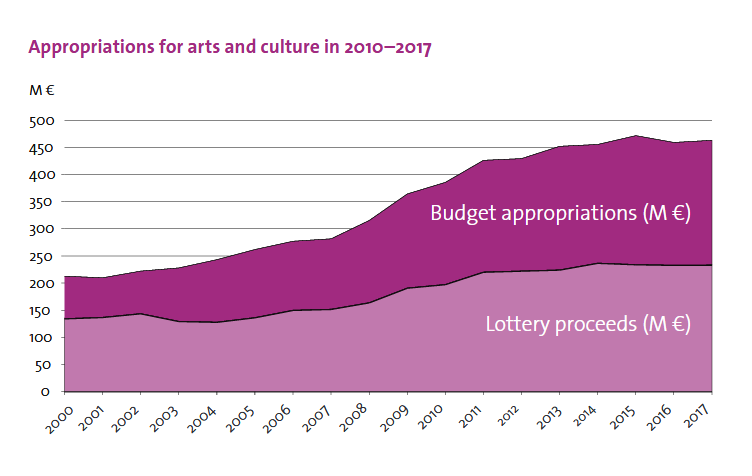 Appropriations for arts and culture in 2010–2017
M €
500
450
400
350
300
250
200
150
100
50
0
Budget appropriations (M €)
Lottery proceeds (M €)
2000 2001 2002 2003 2004 2005 2006 2007 2008 2009 2010 2011 2012 2013 2014 2015 2016 2017